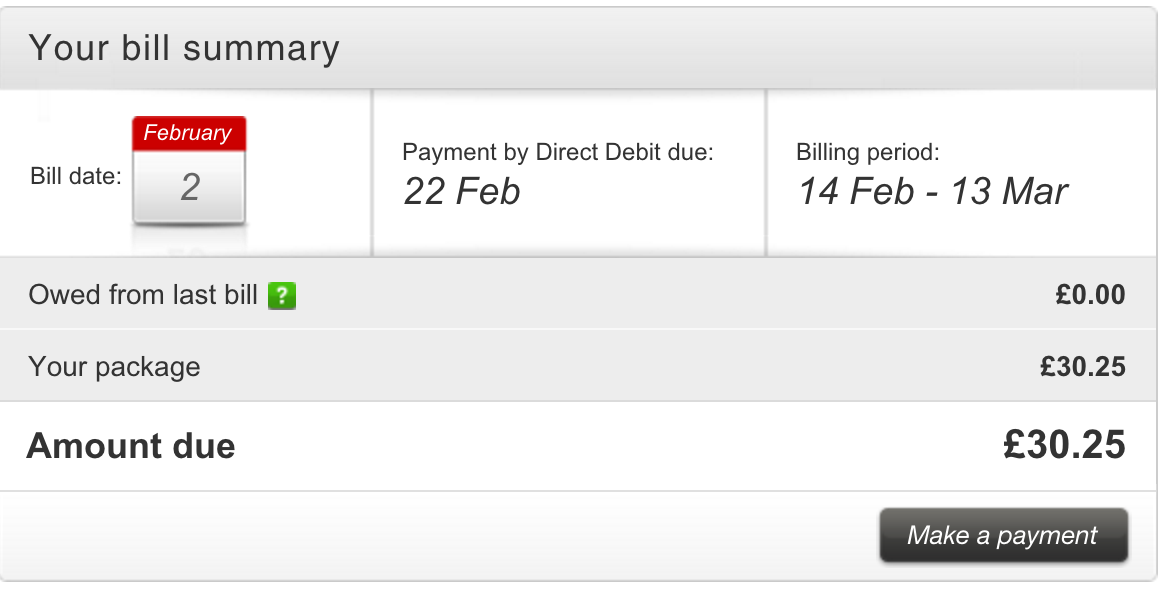 Your bill summary
Bill date:
February
2
Payment by Direct Debit due:
22 Feb
Billing period:
14 Feb - 13 Mar
Owed from last bill ? £0.00
Your package £30.25
Amount due £30.25
Make a payment